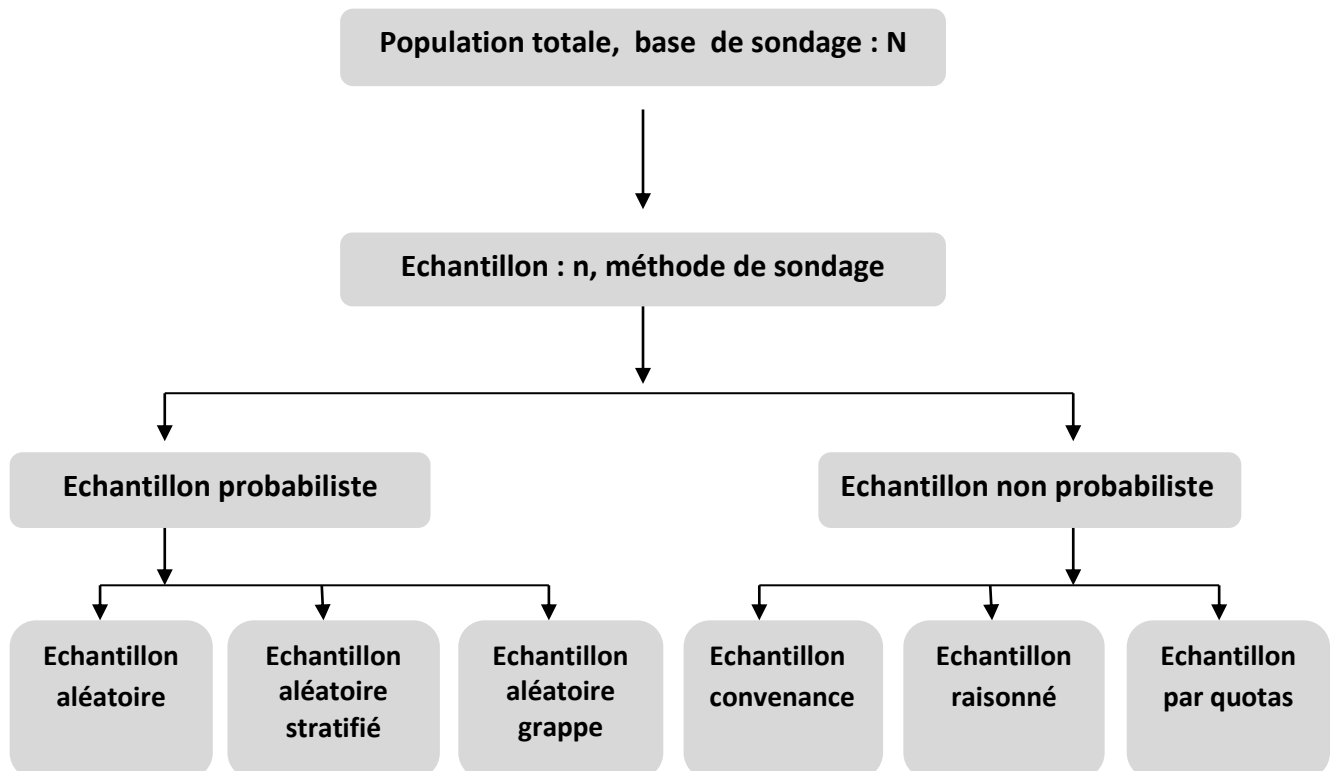 Population totale, base de sondage : N
Echantillon : n, méthode de sondage
Echantillon probabiliste
Echantillon non probabiliste
Echantillon
aléatoire
Echantillon
aléatoire
stratifié
Echantillon
aléatoire
grappe
Echantillon
convenance
Echantillon
raisonné
Echantillon
par quotas